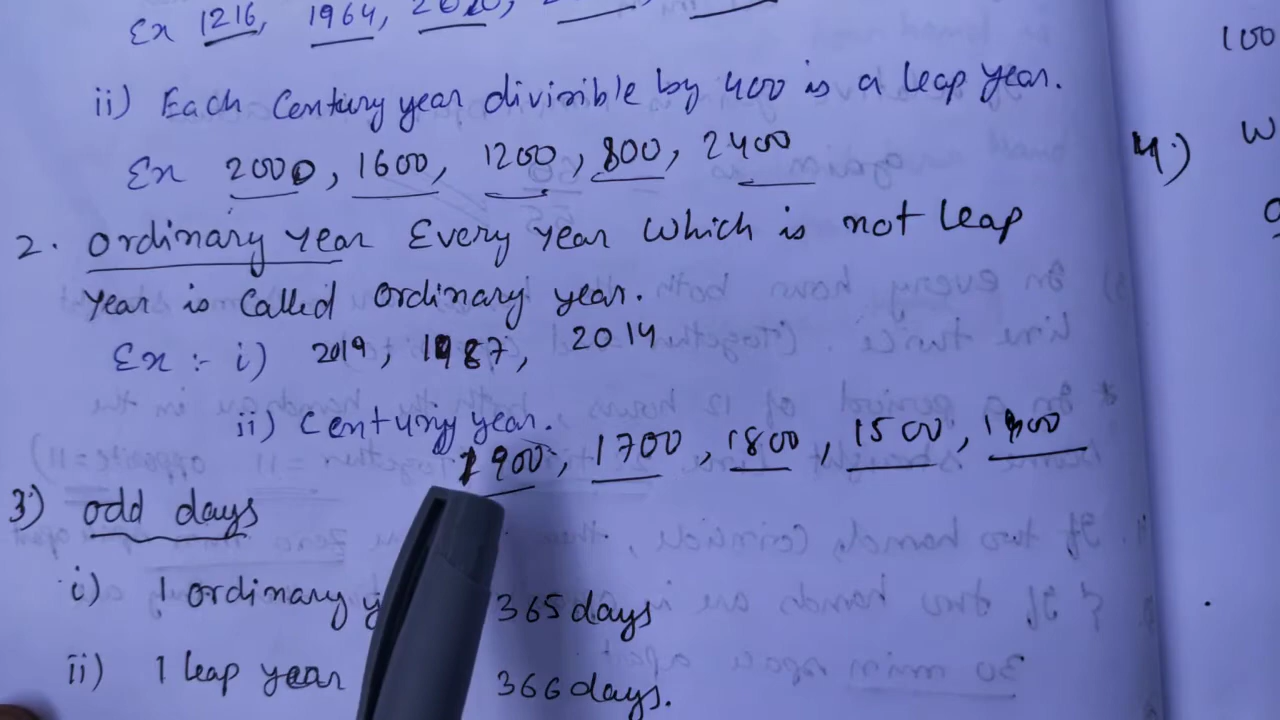 Ex 1216, 1964, 2020,
ii) Each Century year divisible by 400 is a leap year.
Ex 2000, 1600, 1200, 800, 2400
2. Ordinary year Every year which is not leap
year is called ordinary year.
Ex :- i) 2019, 1987, 2014
ii) Century year.
1900, 1700, 1800, 1500,
3) odd days
i) 1 ordinary 365 days
ii) 1 leap year 366 days.
100
4.) W